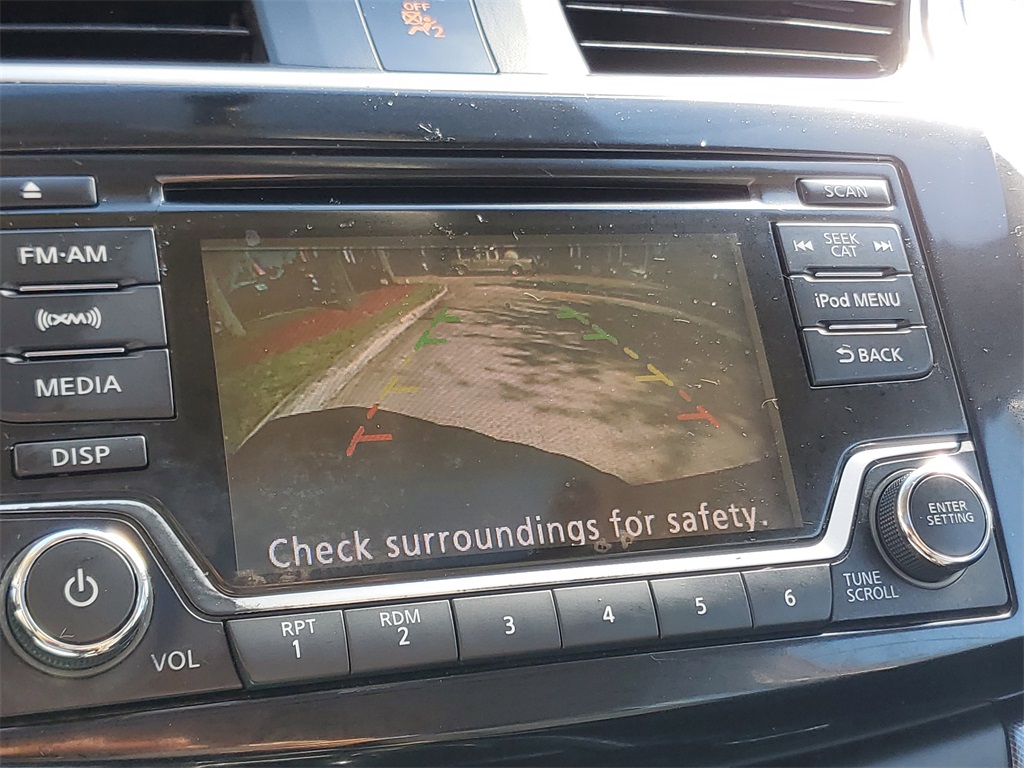 OFF
2
SCAN
FM·AM
SEEK
CAT
((XM))
iPod MENU
MEDIA
BACK
DISP
ENTER
SETTING
Check surroundings for safety.
TUNE
SCROLL
VOL
RPT
1
RDM
2
3
4
5
6